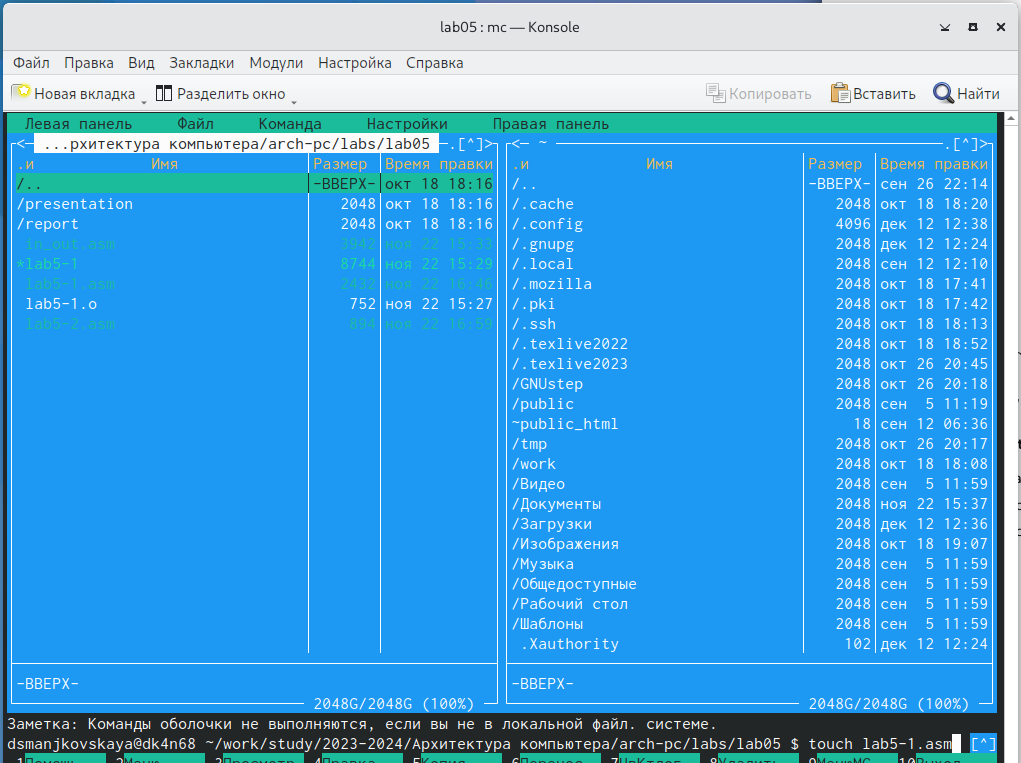 lab05 : mc — Konsole
Файл Правка Вид Закладки Модули Настройка Справка
Новая вкладка Разделить окно Копировать Вставить Найти
Левая панель Файл Команда Настройки Правая панель
<— ...рхитектура компьютера/arch-pc/labs/lab05 —.[^]>
.и Имя Размер Время правки
/.. -ВВЕРХ- окт 18 18:16
/presentation 2048 окт 18 18:16
/report 2048 окт 18 18:16
in_out.asm 3942 ноя 22 15:33
*lab5-1 8744 ноя 22 15:29
lab5-1.asm 2432 ноя 22 16:46
lab5-1.o 752 ноя 22 15:27
lab5-2.asm 894 ноя 22 16:59
-ВВЕРХ-
2048G/2048G (100%)
<— ~ —.[^]>
.и Имя Размер Время правки
/.. -ВВЕРХ- сен 26 22:14
/.cache 2048 окт 18 18:20
/.config 4096 дек 12 12:38
/.gnupg 2048 дек 12 12:24
/.local 2048 сен 12 12:10
/.mozilla 2048 окт 18 17:41
/.pki 2048 окт 18 17:42
/.ssh 2048 окт 18 18:13
/.texlive2022 2048 окт 18 18:52
/.texlive2023 2048 окт 26 20:45
/GNUstep 2048 окт 26 20:18
/public 2048 сен 5 11:19
~public_html 18 сен 12 06:36
/tmp 2048 окт 26 20:17
/work 2048 окт 18 18:08
/Видео 2048 сен 5 11:59
/Документы 2048 ноя 22 15:37
/Загрузки 2048 дек 12 12:36
/Изображения 2048 окт 18 19:07
/Музыка 2048 сен 5 11:59
/Общедоступные 2048 сен 5 11:59
/Рабочий стол 2048 сен 5 11:59
/Шаблоны 2048 сен 5 11:59
.Xauthority 102 дек 12 12:24
-ВВЕРХ-
2048G/2048G (100%)
Заметка: Команды оболочки не выполняются, если вы не в локальной файл. системе.
dsmanjkovskaya@dk4n68 ~/work/study/2023-2024/Архитектура компьютера/arch-pc/labs/lab05 $ touch lab5-1.asm [^]
1Помощь 2Меню 3Просмотр 4Правка 5Копия 6Перенос 7НвКтлог 8Удалить 9МенюМС 10Выход